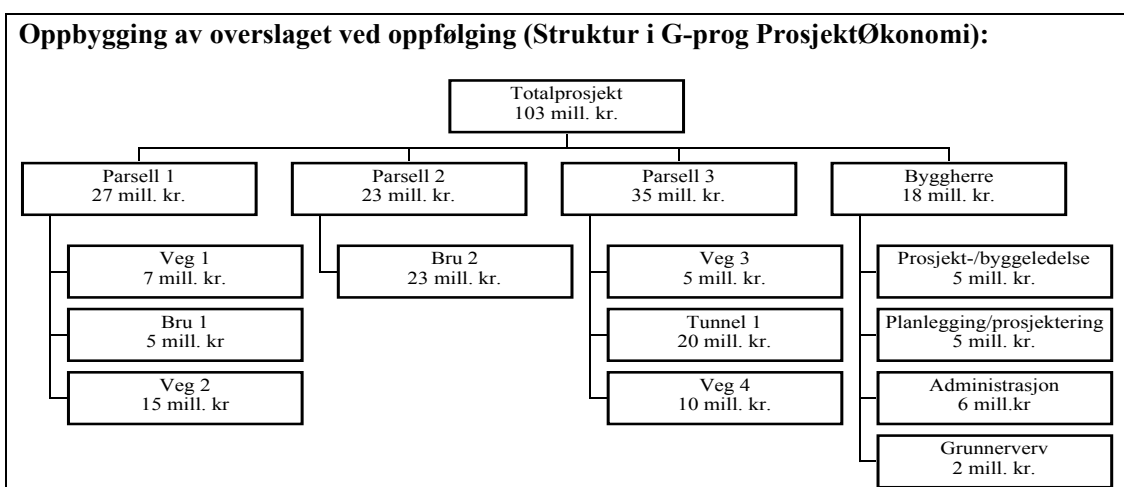 Oppbygging av overslaget ved oppfølging (Struktur i G-prog ProsjektØkonomi):
Totalprosjekt
103 mill. kr.
Parsell 1
27 mill. kr.
Parsell 2
23 mill. kr.
Parsell 3
35 mill. kr.
Byggherre
18 mill. kr.
Veg 1
7 mill. kr.
Bru 1
5 mill. kr
Veg 2
15 mill. kr
Bru 2
23 mill. kr.
Veg 3
5 mill. kr.
Tunnel 1
20 mill. kr.
Veg 4
10 mill. kr.
Prosjekt-/byggeledelse
5 mill. kr.
Planlegging/prosjektering
5 mill. kr.
Administrasjon
6 mill.kr
Grunnerverv
2 mill. kr.